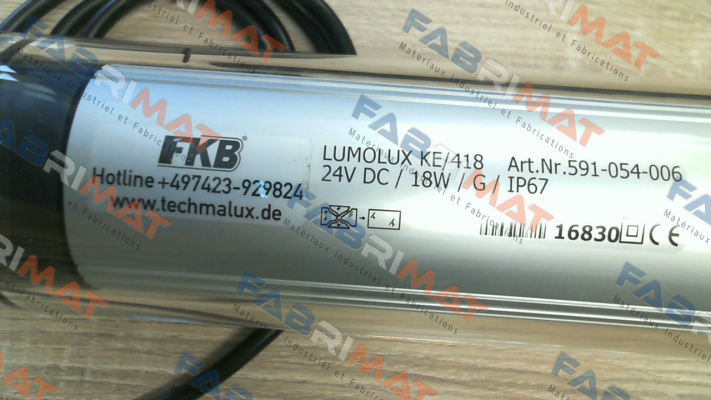 FKB
Hotline +497423-929824
www.techmalux.de
LUMOLUX KE/418 Art.Nr.591-054-006
24V DC / 18W / G / IP67
16830
CE
FABRIMAT
Materiaux Industriel et Fabrications